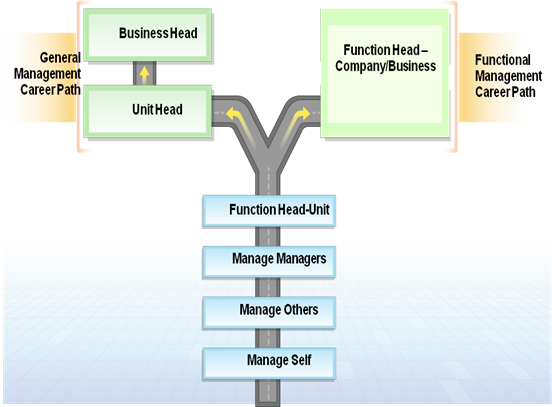 General
Management
Career Path
Business Head
Unit Head
Function Head –
Company/Business
Functional
Management
Career Path
Function Head-Unit
Manage Managers
Manage Others
Manage Self